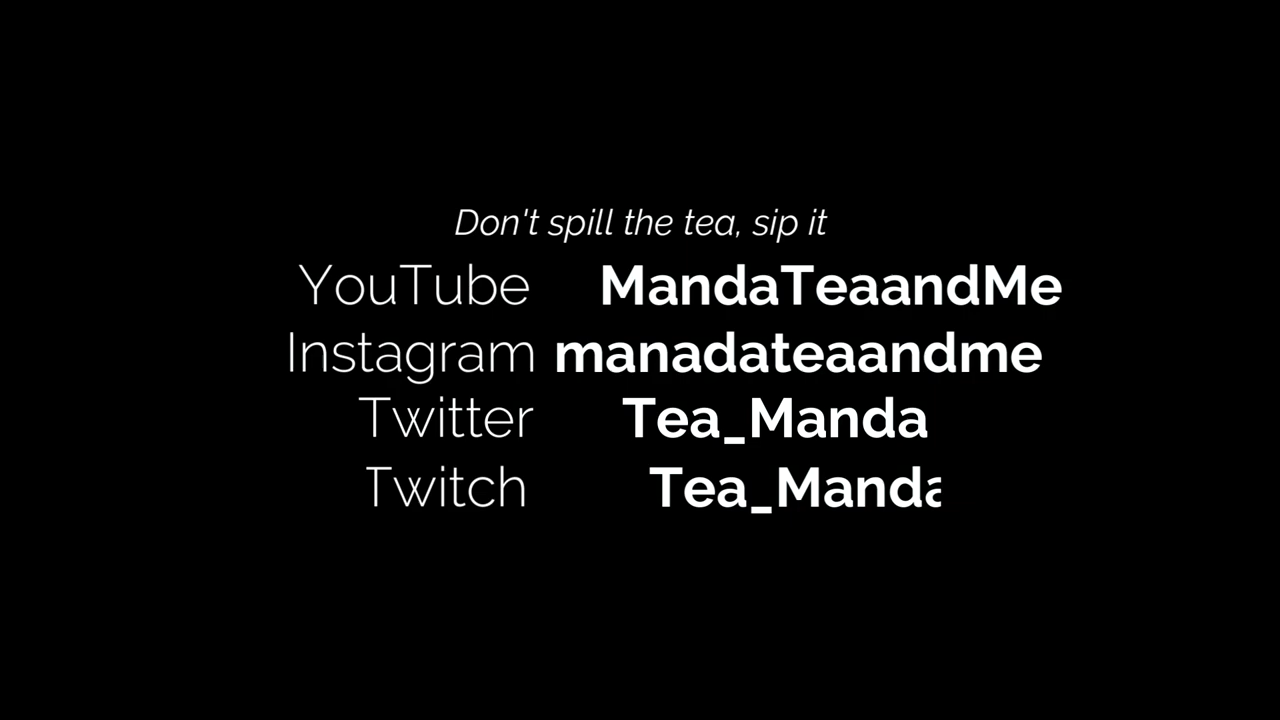 Don't spill the tea, sip it
YouTube MandaTeaandMe
Instagram manadateaandme
Twitter Tea_Manda
Twitch Tea_Manda